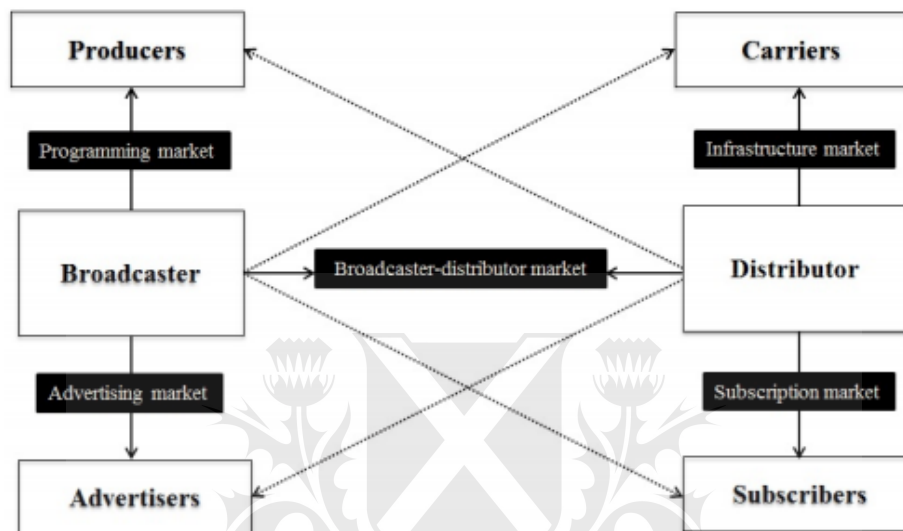 Producers
Carriers
Programming market
Infrastructure market
Broadcaster
Broadcaster-distributor market
Distributor
Advertising market
Subscription market
Advertisers
Subscribers